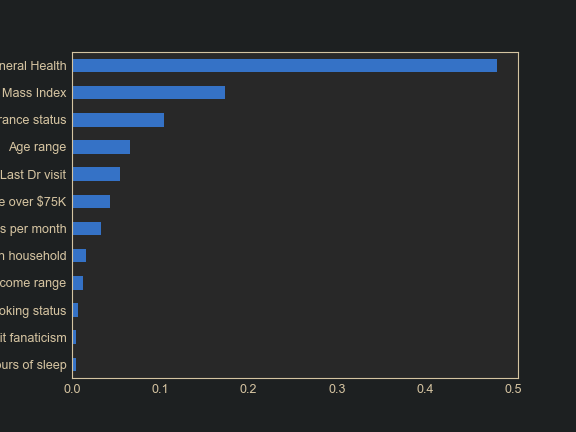 neral Health
Mass Index
rance status
Age range
Last Dr visit
e over $75K
s per month
n household
come range
oking status
it fanaticism
urs of sleep
0.0 0.1 0.2 0.3 0.4 0.5